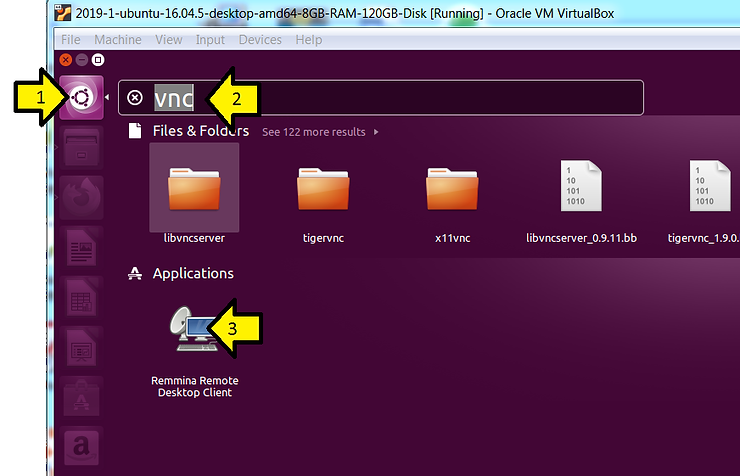 2019-1-ubuntu-16.04.5-desktop-amd64-8GB-RAM-120GB-Disk [Running] - Oracle VM VirtualBox
File Machine View Input Devices Help
1
vnc
2
Files & Folders See 122 more results
1
10
101
1010
1
10
101
1010
libvncserver tigervnc x11vnc libvncserver_0.9.11.bb tigervnc_1.9.0.
Applications
3
Remmina Remote
Desktop Client
a